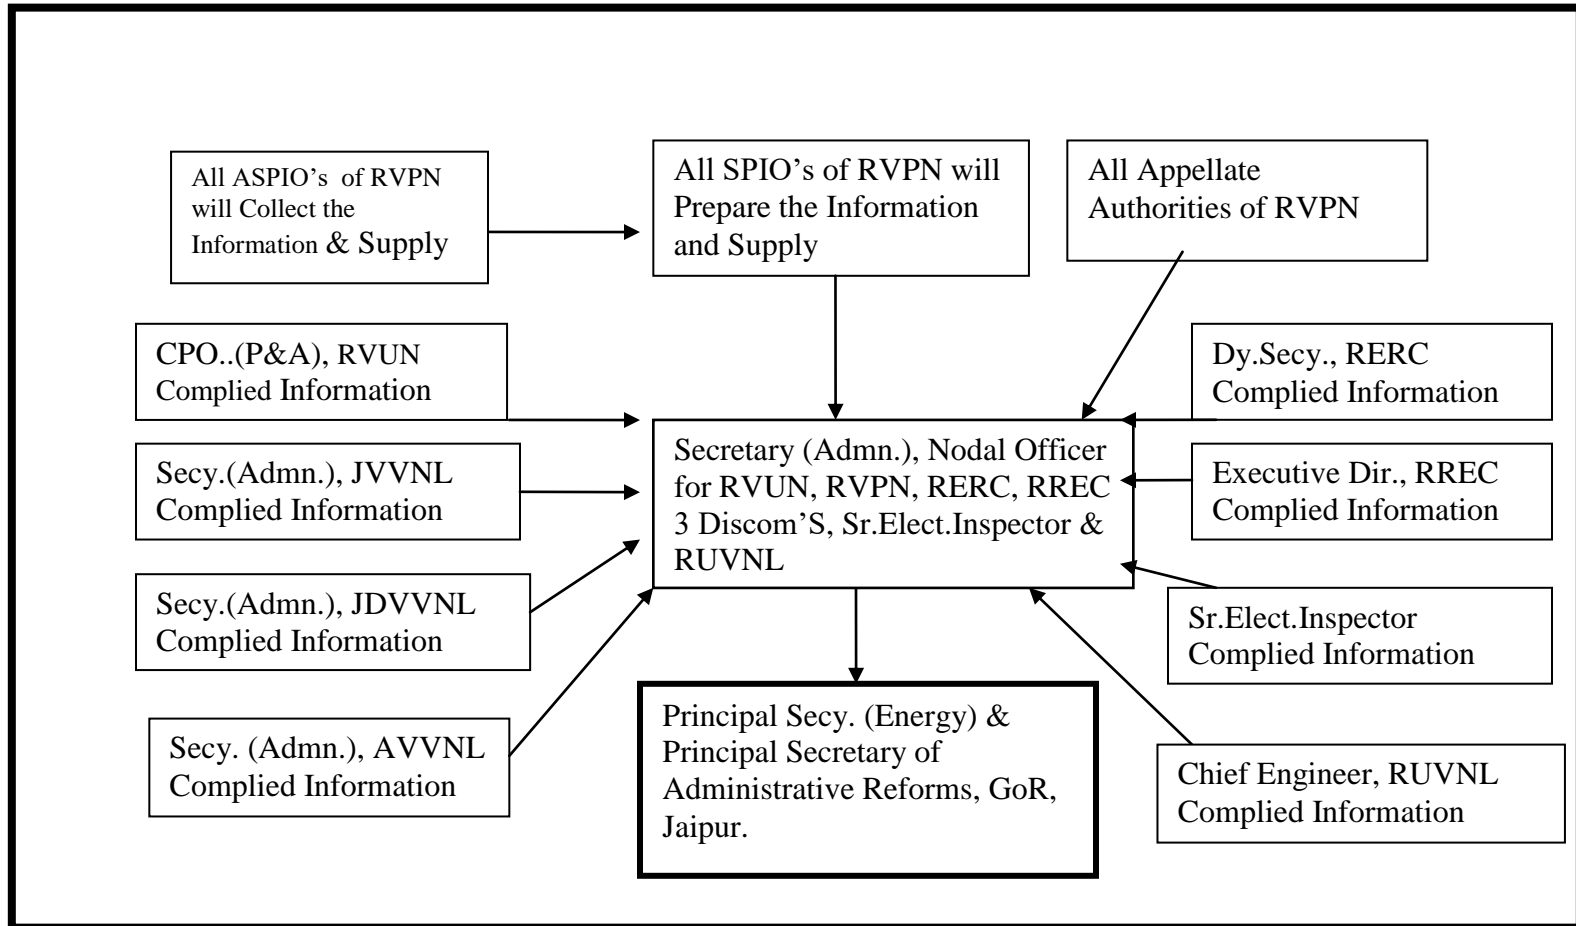 All ASPIO’s of RVPN
will Collect the
Information & Supply
All SPIO’s of RVPN will
Prepare the Information
and Supply
All Appellate
Authorities of RVPN
CPO..(P&A), RVUN
Complied Information
Dy.Secy., RERC
Complied Information
Secy.(Admn.), JVVNL
Complied Information
Secretary (Admn.), Nodal Officer
for RVUN, RVPN, RERC, RREC
3 Discom’S, Sr.Elect.Inspector &
RUVNL
Executive Dir., RREC
Complied Information
Secy.(Admn.), JDVVNL
Complied Information
Sr.Elect.Inspector
Complied Information
Secy. (Admn.), AVVNL
Complied Information
Principal Secy. (Energy) &
Principal Secretary of
Administrative Reforms, GoR,
Jaipur.
Chief Engineer, RUVNL
Complied Information